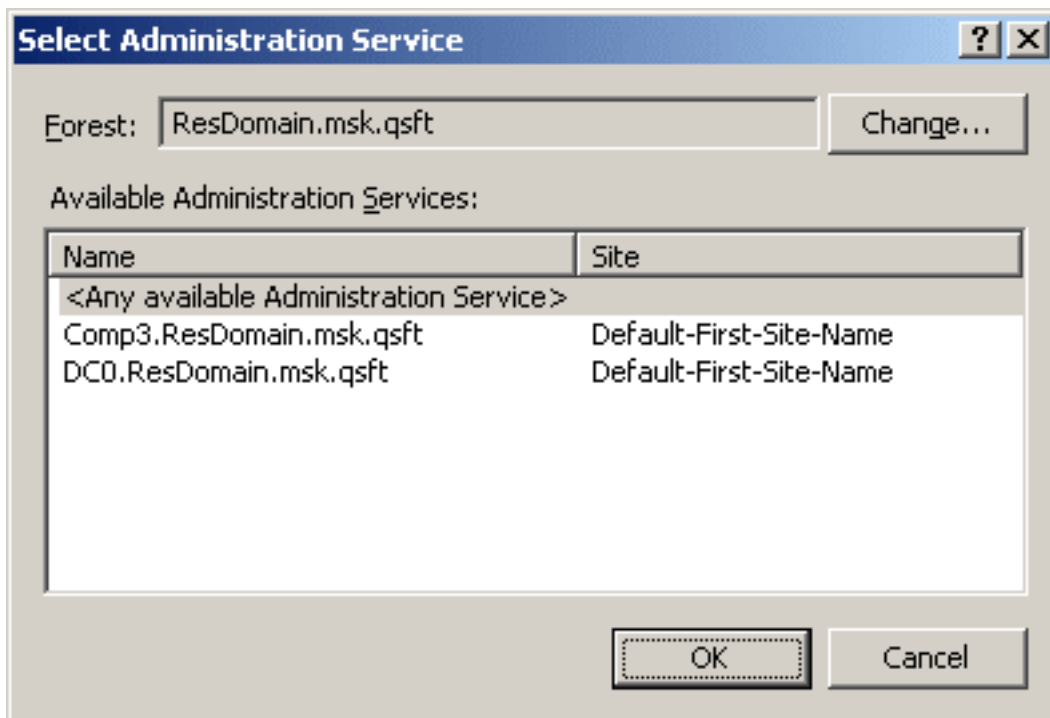 Select Administration Service
Forest: ResDomain.msk.qsft Change...
Available Administration Services:
Name Site
<Any available Administration Service>
Comp3.ResDomain.msk.qsft Default-First-Site-Name
DC0.ResDomain.msk.qsft Default-First-Site-Name
OK Cancel